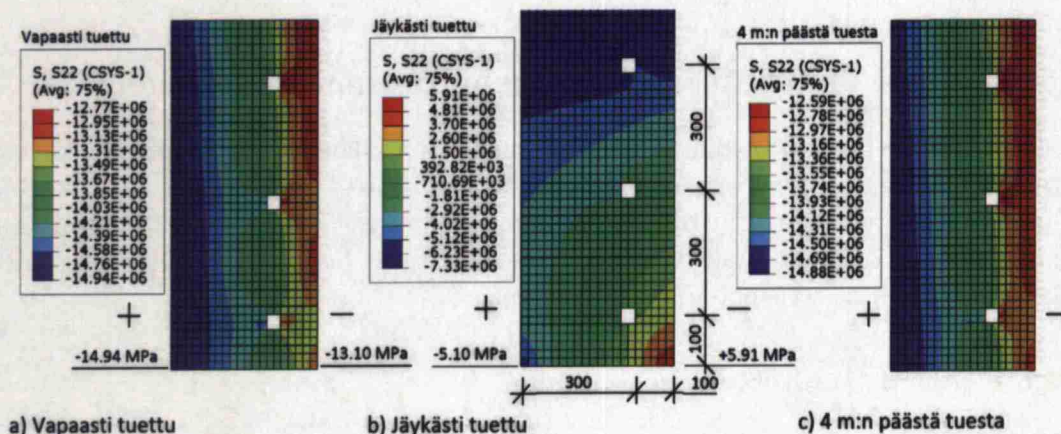 Vapaasti tuettu
S, S22 (CSYS-1)
(Avg: 75%)
-12.77E+06
-12.95E+06
-13.13E+06
-13.31E+06
-13.49E+06
-13.67E+06
-13.85E+06
-14.03E+06
-14.21E+06
-14.39E+06
-14.58E+06
-14.76E+06
-14.94E+06
+
−
-14.94 MPa
-13.10 MPa
a) Vapaasti tuettu
Jäykästi tuettu
S, S22 (CSYS-1)
(Avg: 75%)
5.91E+06
4.81E+06
3.70E+06
2.60E+06
1.50E+06
392.82E+03
-710.69E+03
-1.81E+06
-2.92E+06
-4.02E+06
-5.12E+06
-6.23E+06
-7.33E+06
+
−
300
300
100
-5.10 MPa
+5.91 MPa
300
100
b) Jäykästi tuettu
4 m:n päästä tuesta
S, S22 (CSYS-1)
(Avg: 75%)
-12.59E+06
-12.78E+06
-12.97E+06
-13.16E+06
-13.36E+06
-13.55E+06
-13.74E+06
-13.93E+06
-14.12E+06
-14.31E+06
-14.50E+06
-14.69E+06
-14.88E+06
+
−
c) 4 m:n päästä tuesta